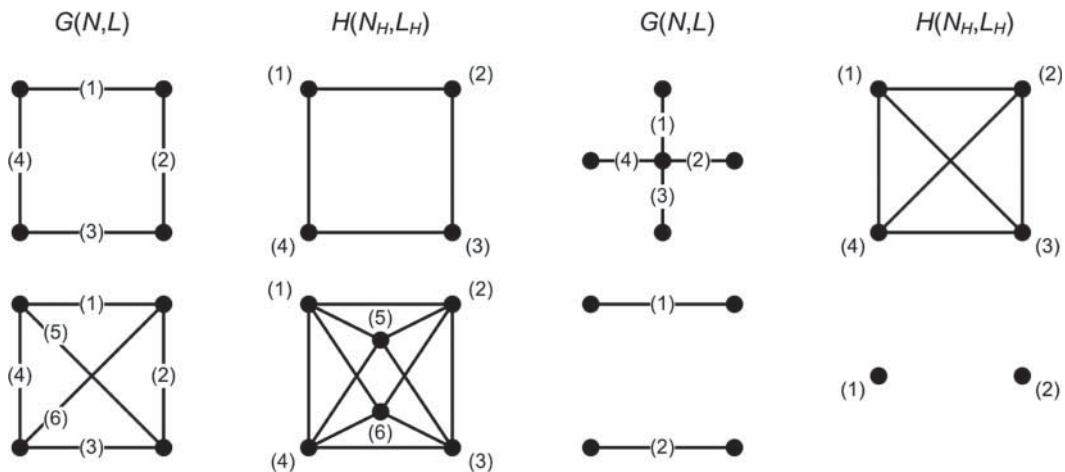 G(N,L) H(N_H,L_H) G(N,L) H(N_H,L_H)
(1) (1) (2) (1) (2)
(1)
(4) (2) (4) (2)
(3)
(3) (4) (3) (4) (3)
(1) (1) (2) (1)
(5) (5)
(4) (2) (1) (2)
(6) (6)
(3) (4) (3) (2)